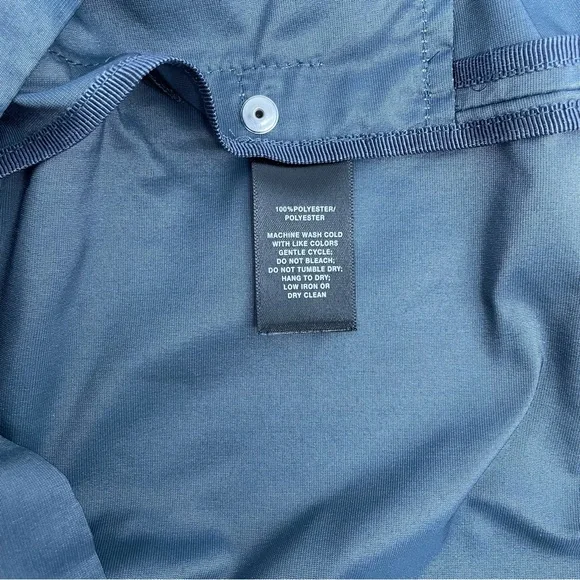 100%POLYESTER/
POLYESTER
MACHINE WASH COLD
WITH LIKE COLORS
GENTLE CYCLE;
DO NOT BLEACH;
DO NOT TUMBLE DRY;
HANG TO DRY;
LOW IRON OR
DRY CLEAN